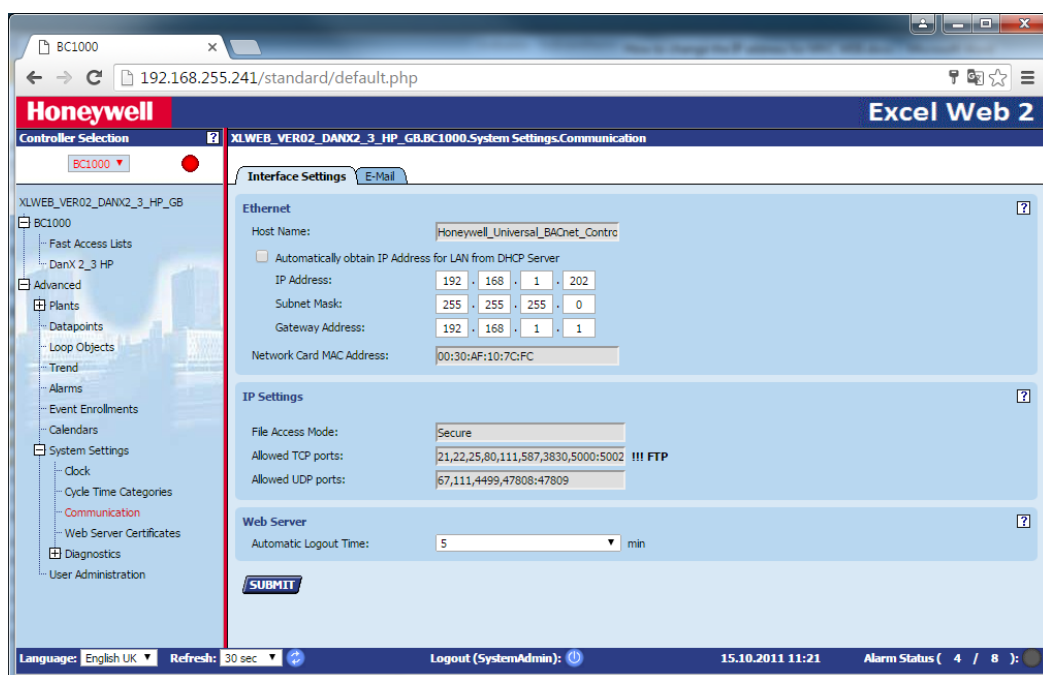 BC1000
192.168.255.241/standard/default.php
Honeywell
Excel Web 2
Controller Selection ?
XLWEB_VER02_DANX2_3_HP_GB.BC1000.System Settings.Communication
BC1000
Interface Settings E-Mail
XLWEB_VER02_DANX2_3_HP_GB
BC1000
Fast Access Lists
DanX 2_3 HP
Advanced
Plants
Datapoints
Loop Objects
Trend
Alarms
Event Enrollments
Calendars
System Settings
Clock
Cycle Time Categories
Communication
Web Server Certificates
Diagnostics
User Administration
Ethernet ?
Host Name: Honeywell_Universal_BACnet_Contro
Automatically obtain IP Address for LAN from DHCP Server
IP Address: 192 . 168 . 1 . 202
Subnet Mask: 255 . 255 . 255 . 0
Gateway Address: 192 . 168 . 1 . 1
Network Card MAC Address: 00:30:AF:10:7C:FC
IP Settings ?
File Access Mode: Secure
Allowed TCP ports: 21,22,25,80,111,587,3830,5000:5002 !!! FTP
Allowed UDP ports: 67,111,4499,47808:47809
Web Server ?
Automatic Logout Time: 5 min
SUBMIT
Language: English UK Refresh: 30 sec Logout (SystemAdmin): 15.10.2011 11:21 Alarm Status ( 4 / 8 ):